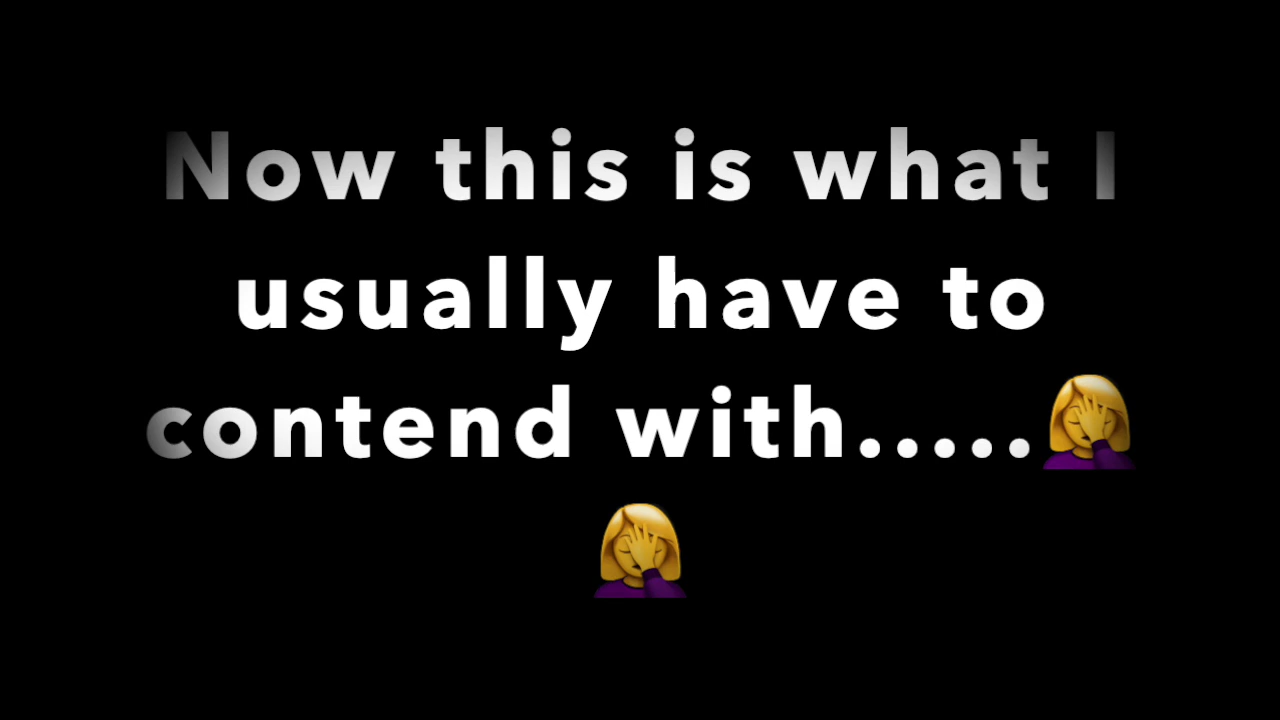 Now this is what I
usually have to
contend with.....🤦‍♀️
🤦‍♀️